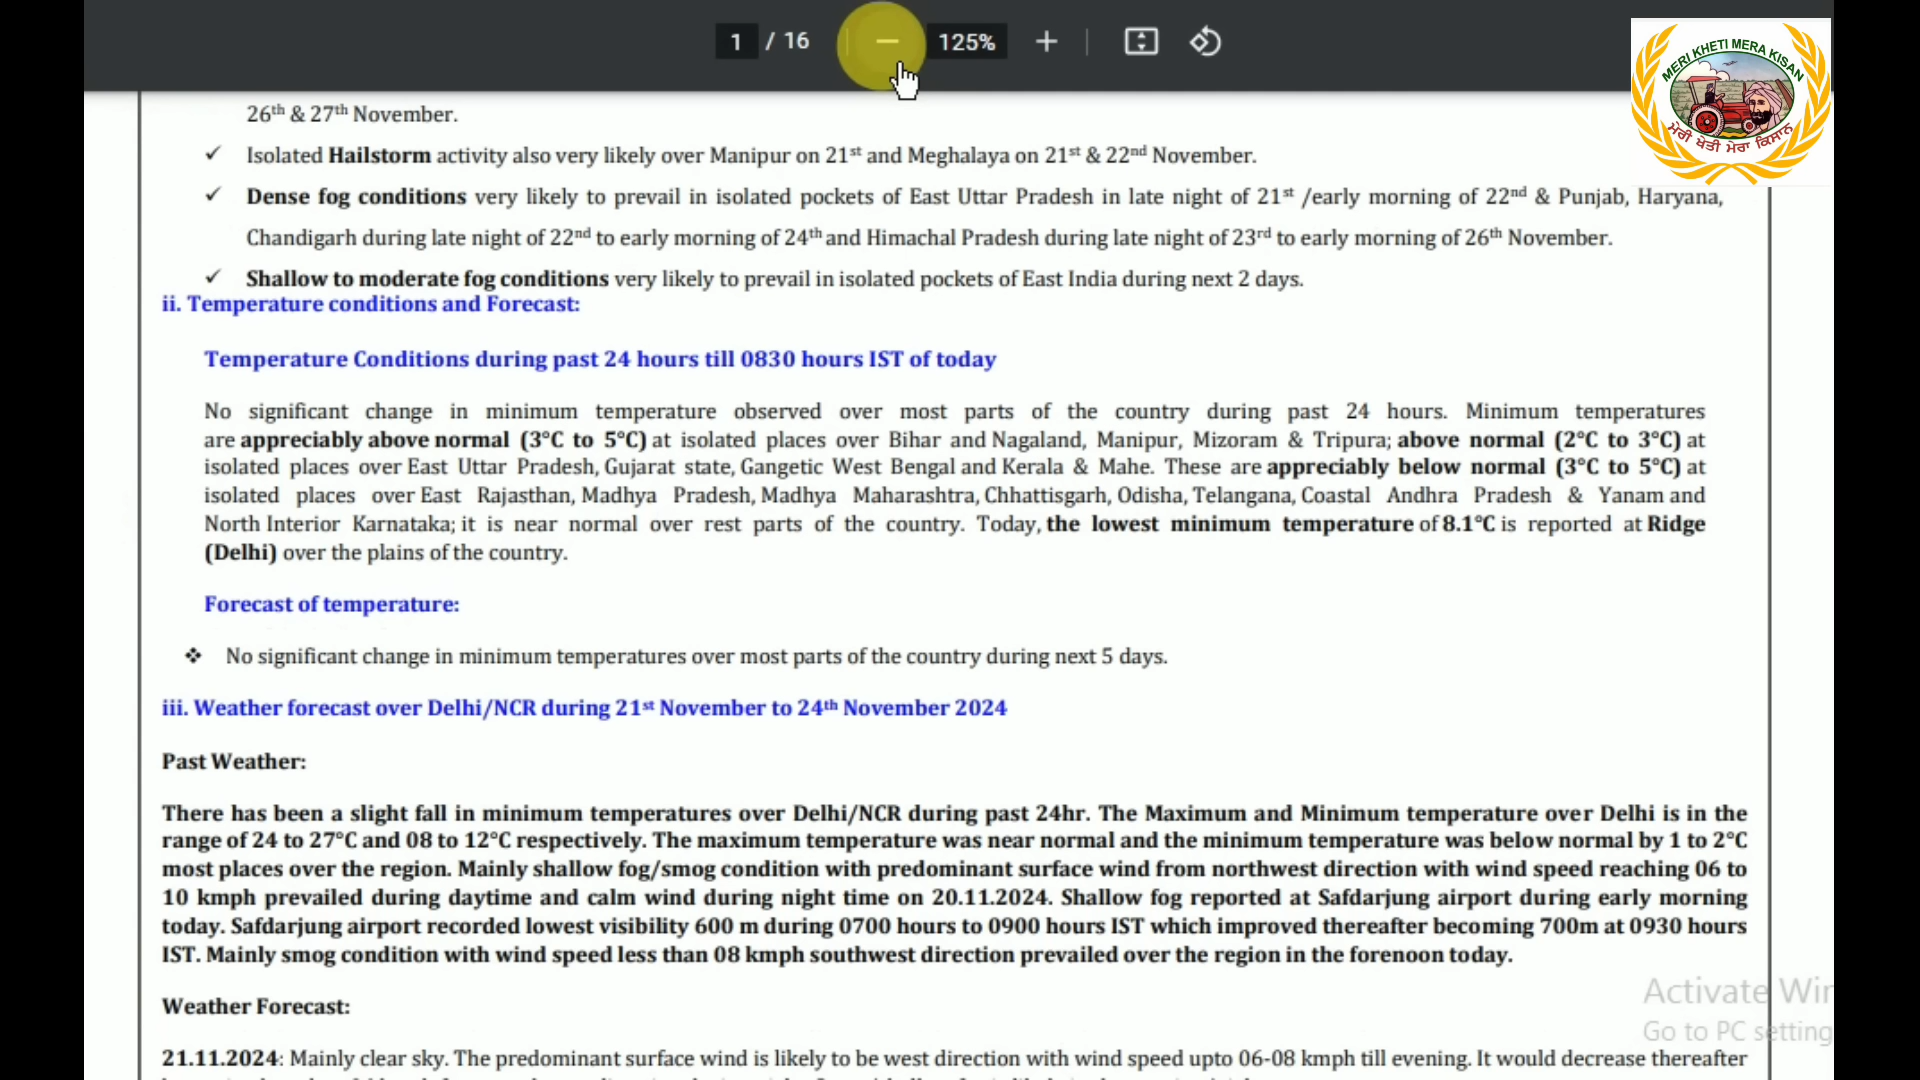 1 / 16 — 125% +
MERI KHETI MERA KISAN
ਮੇਰੀ ਖੇਤੀ ਮੇਰਾ ਕਿਸਾਨ
26th & 27th November.
✓ Isolated Hailstorm activity also very likely over Manipur on 21st and Meghalaya on 21st & 22nd November.
✓ Dense fog conditions very likely to prevail in isolated pockets of East Uttar Pradesh in late night of 21st /early morning of 22nd & Punjab, Haryana,
Chandigarh during late night of 22nd to early morning of 24th and Himachal Pradesh during late night of 23rd to early morning of 26th November.
✓ Shallow to moderate fog conditions very likely to prevail in isolated pockets of East India during next 2 days.
ii. Temperature conditions and Forecast:
Temperature Conditions during past 24 hours till 0830 hours IST of today
No significant change in minimum temperature observed over most parts of the country during past 24 hours. Minimum temperatures
are appreciably above normal (3°C to 5°C) at isolated places over Bihar and Nagaland, Manipur, Mizoram & Tripura; above normal (2°C to 3°C) at
isolated places over East Uttar Pradesh, Gujarat state, Gangetic West Bengal and Kerala & Mahe. These are appreciably below normal (3°C to 5°C) at
isolated places over East Rajasthan, Madhya Pradesh, Madhya Maharashtra, Chhattisgarh, Odisha, Telangana, Coastal Andhra Pradesh & Yanam and
North Interior Karnataka; it is near normal over rest parts of the country. Today, the lowest minimum temperature of 8.1°C is reported at Ridge
(Delhi) over the plains of the country.
Forecast of temperature:
❖ No significant change in minimum temperatures over most parts of the country during next 5 days.
iii. Weather forecast over Delhi/NCR during 21st November to 24th November 2024
Past Weather:
There has been a slight fall in minimum temperatures over Delhi/NCR during past 24hr. The Maximum and Minimum temperature over Delhi is in the
range of 24 to 27°C and 08 to 12°C respectively. The maximum temperature was near normal and the minimum temperature was below normal by 1 to 2°C
most places over the region. Mainly shallow fog/smog condition with predominant surface wind from northwest direction with wind speed reaching 06 to
10 kmph prevailed during daytime and calm wind during night time on 20.11.2024. Shallow fog reported at Safdarjung airport during early morning
today. Safdarjung airport recorded lowest visibility 600 m during 0700 hours to 0900 hours IST which improved thereafter becoming 700m at 0930 hours
IST. Mainly smog condition with wind speed less than 08 kmph southwest direction prevailed over the region in the forenoon today.
Activate Wi
Go to PC setting
Weather Forecast:
21.11.2024: Mainly clear sky. The predominant surface wind is likely to be west direction with wind speed upto 06-08 kmph till evening. It would decrease thereafter